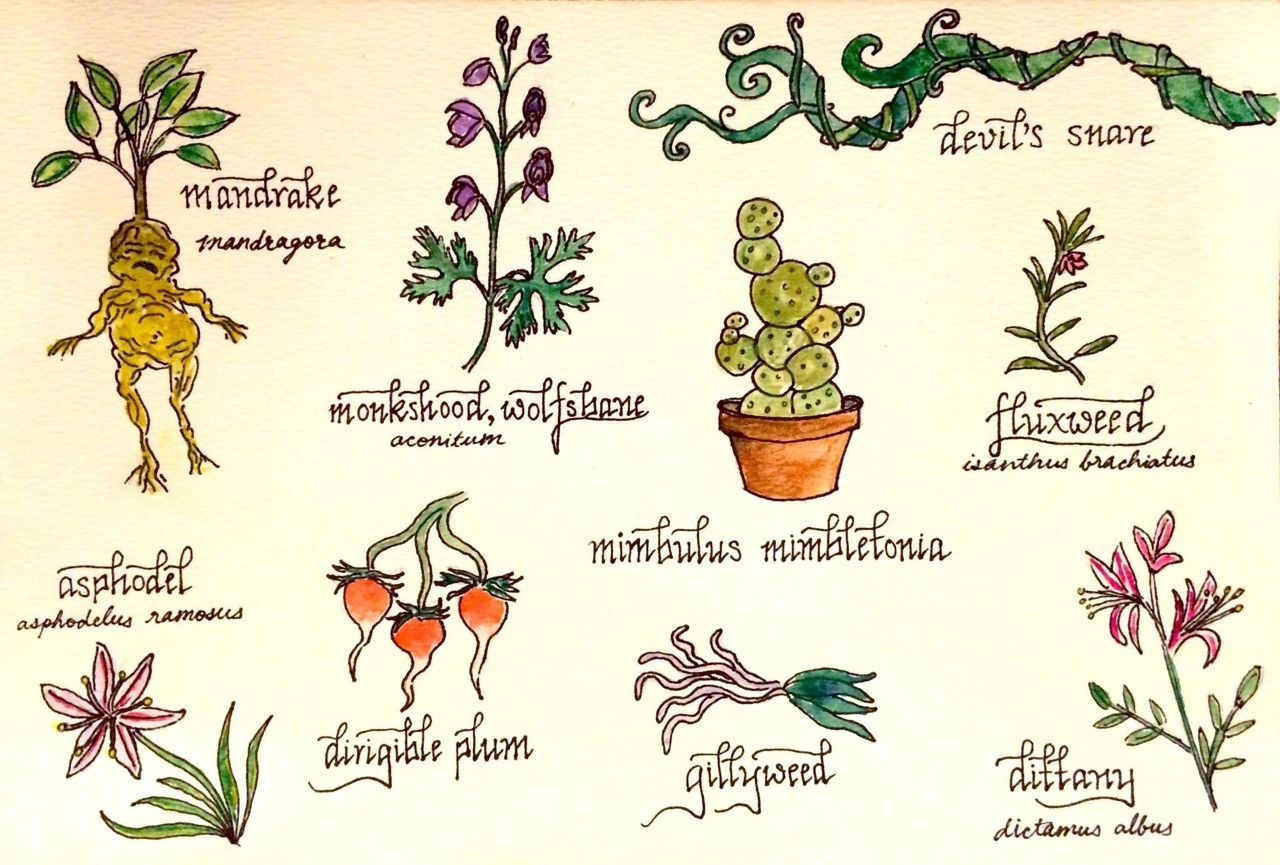 devil's snare
mandrake
mandragora
monkshood, wolfsbane
aconitum
fluxweed
isanthus brachiatus
mimbulus mimbletonia
asphodel
asphodelus ramosus
dirigible plum
gillyweed
dittany
dictamus albus